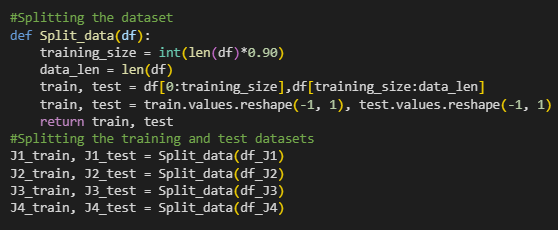 #Splitting the dataset
def Split_data(df):
    training_size = int(len(df)*0.90)
    data_len = len(df)
    train, test = df[0:training_size],df[training_size:data_len]
    train, test = train.values.reshape(-1, 1), test.values.reshape(-1, 1)
    return train, test
#Splitting the training and test datasets
J1_train, J1_test = Split_data(df_J1)
J2_train, J2_test = Split_data(df_J2)
J3_train, J3_test = Split_data(df_J3)
J4_train, J4_test = Split_data(df_J4)